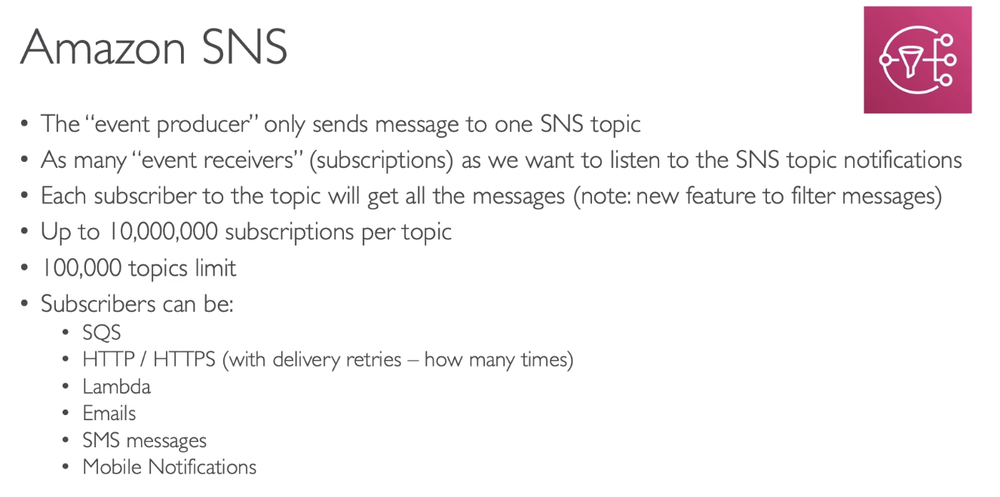 Amazon SNS
• The “event producer” only sends message to one SNS topic
• As many “event receivers” (subscriptions) as we want to listen to the SNS topic notifications
• Each subscriber to the topic will get all the messages (note: new feature to filter messages)
• Up to 10,000,000 subscriptions per topic
• 100,000 topics limit
• Subscribers can be:
• SQS
• HTTP / HTTPS (with delivery retries – how many times)
• Lambda
• Emails
• SMS messages
• Mobile Notifications